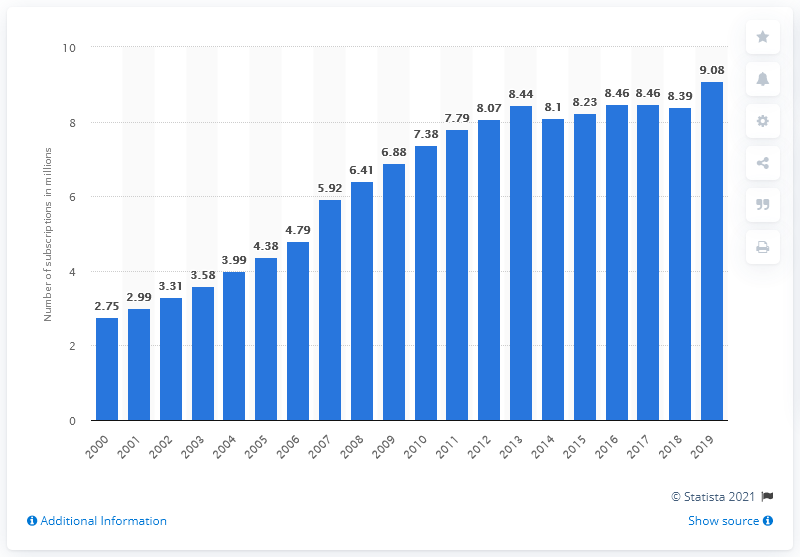 Number of subscriptions in millions
10
8
6
4
2
0
2.75 2.99 3.31 3.58 3.99 4.38 4.79 5.92 6.41 6.88 7.38 7.79 8.07 8.44 8.1 8.23 8.46 8.46 8.39 9.08
2000 2001 2002 2003 2004 2005 2006 2007 2008 2009 2010 2011 2012 2013 2014 2015 2016 2017 2018 2019
© Statista 2021
Additional Information
Show source